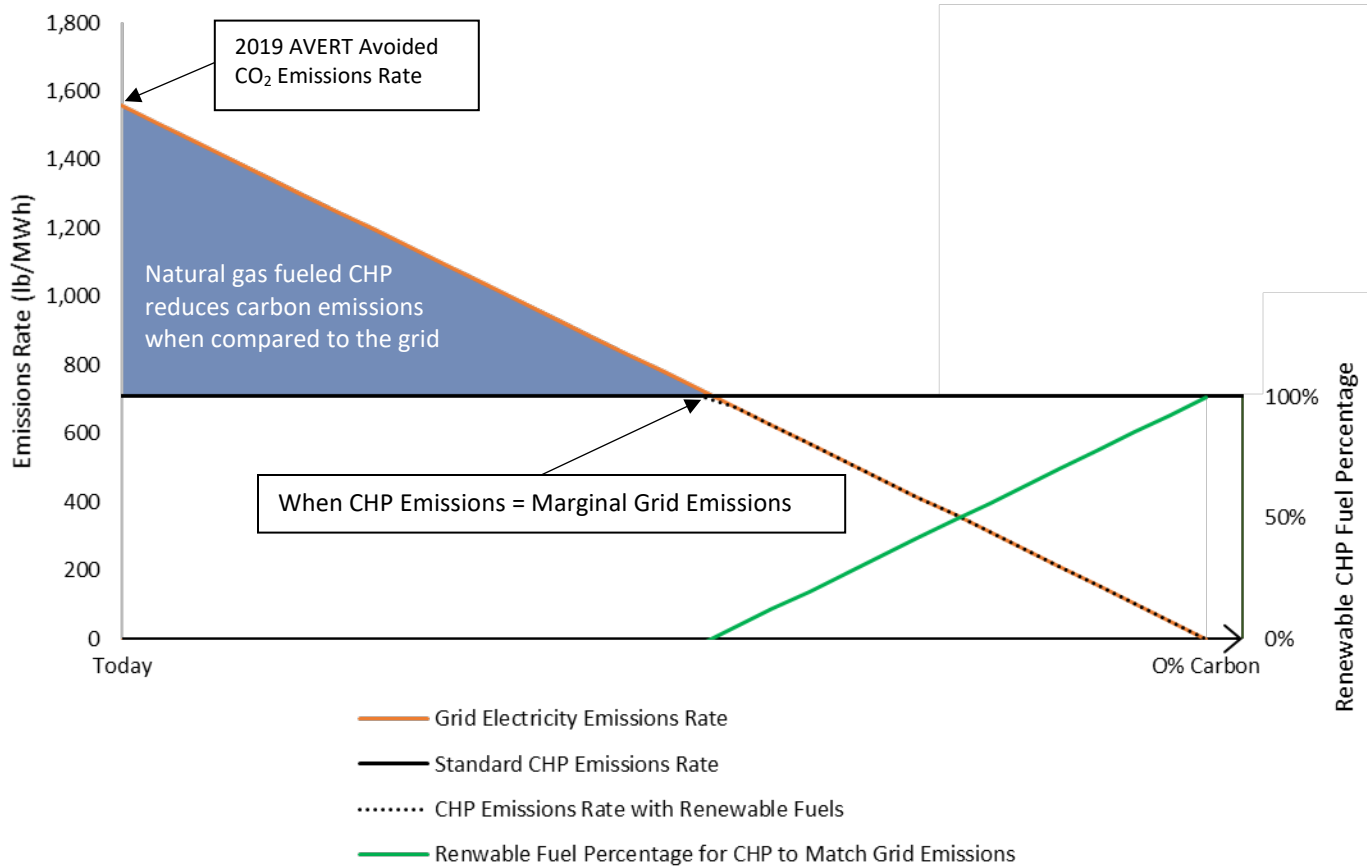 1,800
1,600
1,400
1,200
1,000
800
600
400
200
0
Emissions Rate (lb/MWh)
2019 AVERT Avoided
CO₂ Emissions Rate
Natural gas fueled CHP
reduces carbon emissions
when compared to the grid
When CHP Emissions = Marginal Grid Emissions
100%
50%
0%
Renewable CHP Fuel Percentage
Today
O% Carbon
Grid Electricity Emissions Rate
Standard CHP Emissions Rate
CHP Emissions Rate with Renewable Fuels
Renwable Fuel Percentage for CHP to Match Grid Emissions